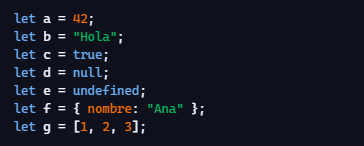 let a = 42;
let b = "Hola";
let c = true;
let d = null;
let e = undefined;
let f = { nombre: "Ana" };
let g = [1, 2, 3];